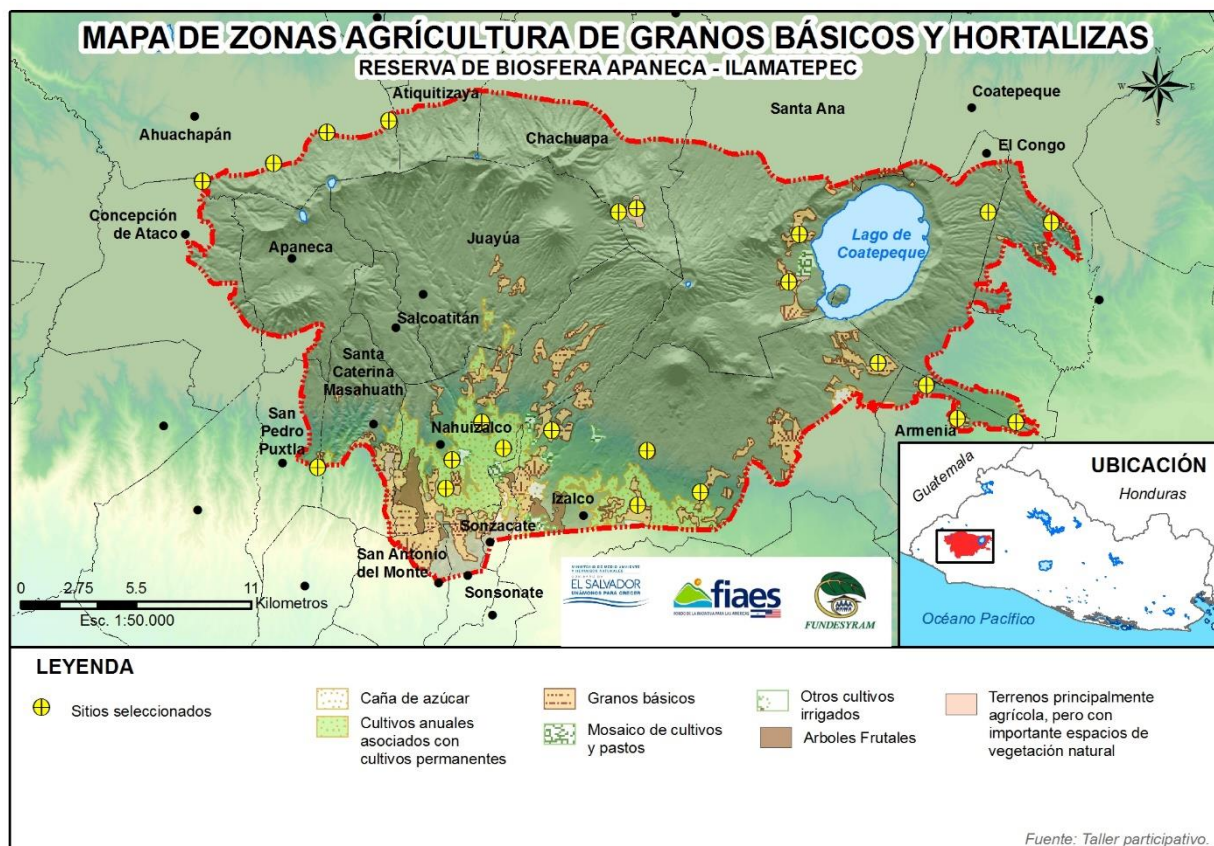 MAPA DE ZONAS AGRÍCULTURA DE GRANOS BÁSICOS Y HORTALIZAS
RESERVA DE BIOSFERA APANECA - ILAMATEPEC
N
W
E
S
Atiquitizaya
Santa Ana
Coatepeque
Ahuachapán
Chachuapa
El Congo
Concepción
de Ataco
Apaneca
Juayúa
Lago de
Coatepeque
Salcoatitán
Santa
Caterina
Masahuath
San
Pedro
Puxtla
Nahuizalco
Armenia
Izalco
Sonzacate
San Antonio
del Monte
Sonsonate
0 2.75 5.5 11
Kilometros
Esc. 1:50.000
EL SALVADOR
UNÁMONOS PARA CRECER
fiaes
FUNDESYRAM
UBICACIÓN
Guatemala
Honduras
Océano Pacífico
LEYENDA
Sitios seleccionados
Caña de azúcar
Cultivos anuales
asociados con
cultivos permanentes
Granos básicos
Mosaico de cultivos
y pastos
Otros cultivos
irrigados
Arboles Frutales
Terrenos principalmente
agrícola, pero con
importante espacios de
vegetación natural
Fuente: Taller participativo.